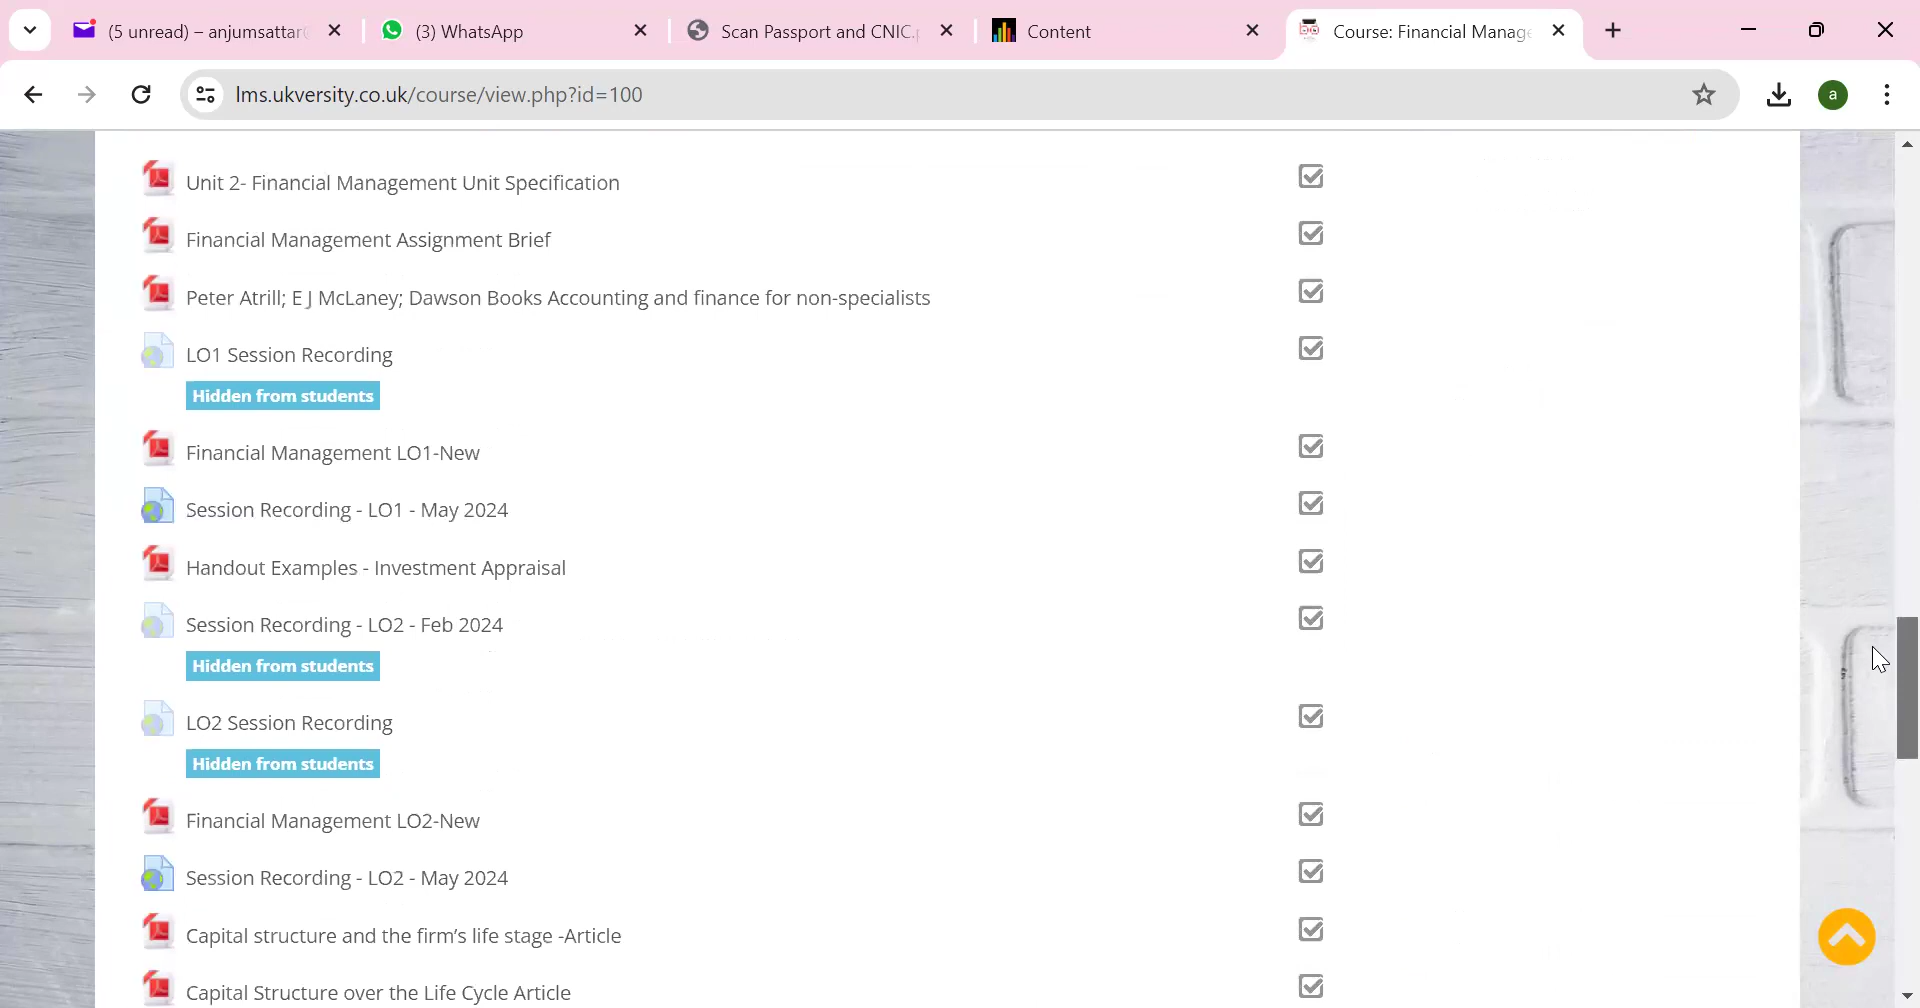 (5 unread) – anjumsattar
(3) WhatsApp
Scan Passport and CNIC.
Content
Course: Financial Manag
lms.ukversity.co.uk/course/view.php?id=100
a
Unit 2- Financial Management Unit Specification
Financial Management Assignment Brief
Peter Atrill; E J McLaney; Dawson Books Accounting and finance for non-specialists
LO1 Session Recording
Hidden from students
Financial Management LO1-New
Session Recording - LO1 - May 2024
Handout Examples - Investment Appraisal
Session Recording - LO2 - Feb 2024
Hidden from students
LO2 Session Recording
Hidden from students
Financial Management LO2-New
Session Recording - LO2 - May 2024
Capital structure and the firm’s life stage -Article
Capital Structure over the Life Cycle Article